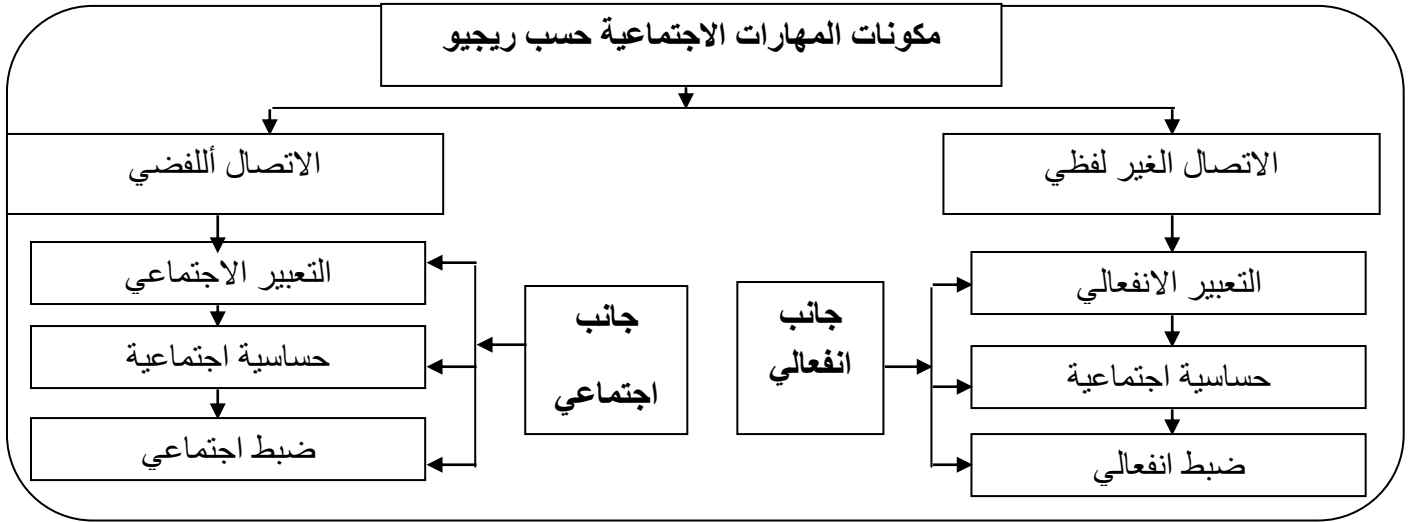 مكونات المهارات الاجتماعية حسب ريجيو
الاتصال الغير لفظي
الاتصال أللفضي
التعبير الانفعالي
حساسية اجتماعية
ضبط انفعالي
جانب
انفعالي
جانب
اجتماعي
التعبير الاجتماعي
حساسية اجتماعية
ضبط اجتماعي